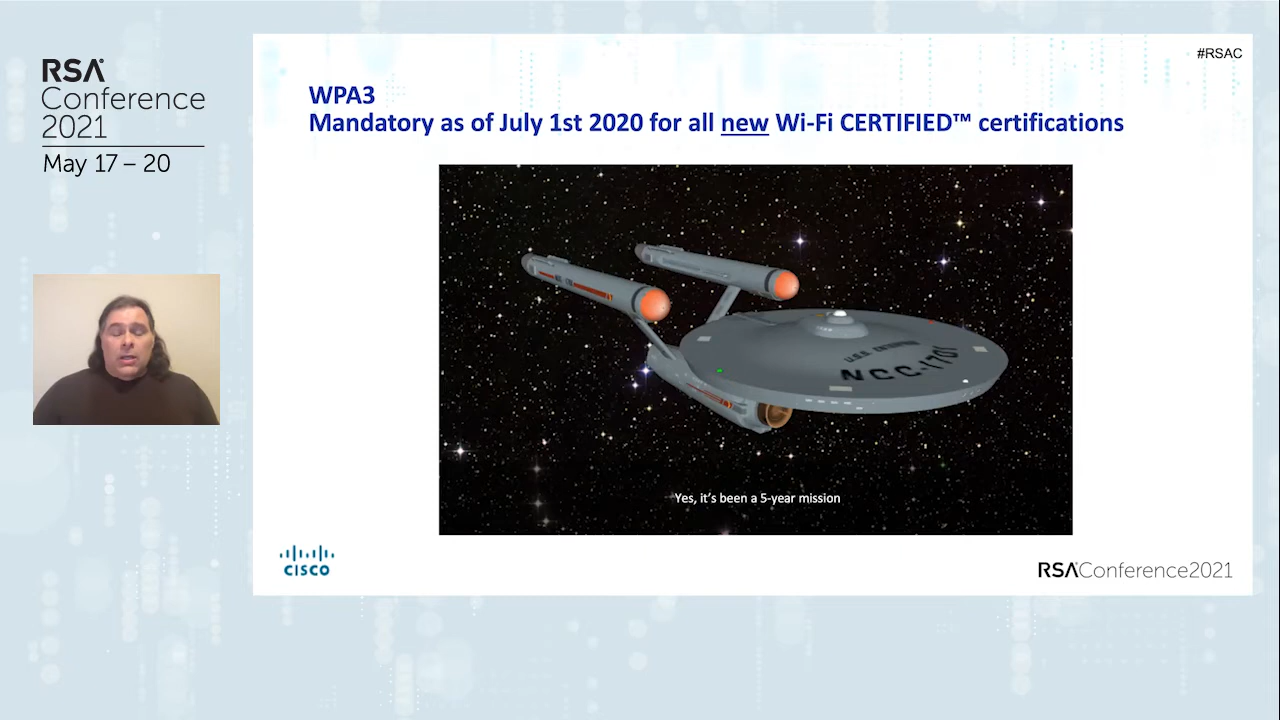 RSA
Conference
2021
May 17 – 20
#RSAC
WPA3
Mandatory as of July 1st 2020 for all new Wi-Fi CERTIFIED™ certifications
U.S.S. ENTERPRISE
NCC-1701
Yes, it's been a 5-year mission
CISCO
RSAConference2021